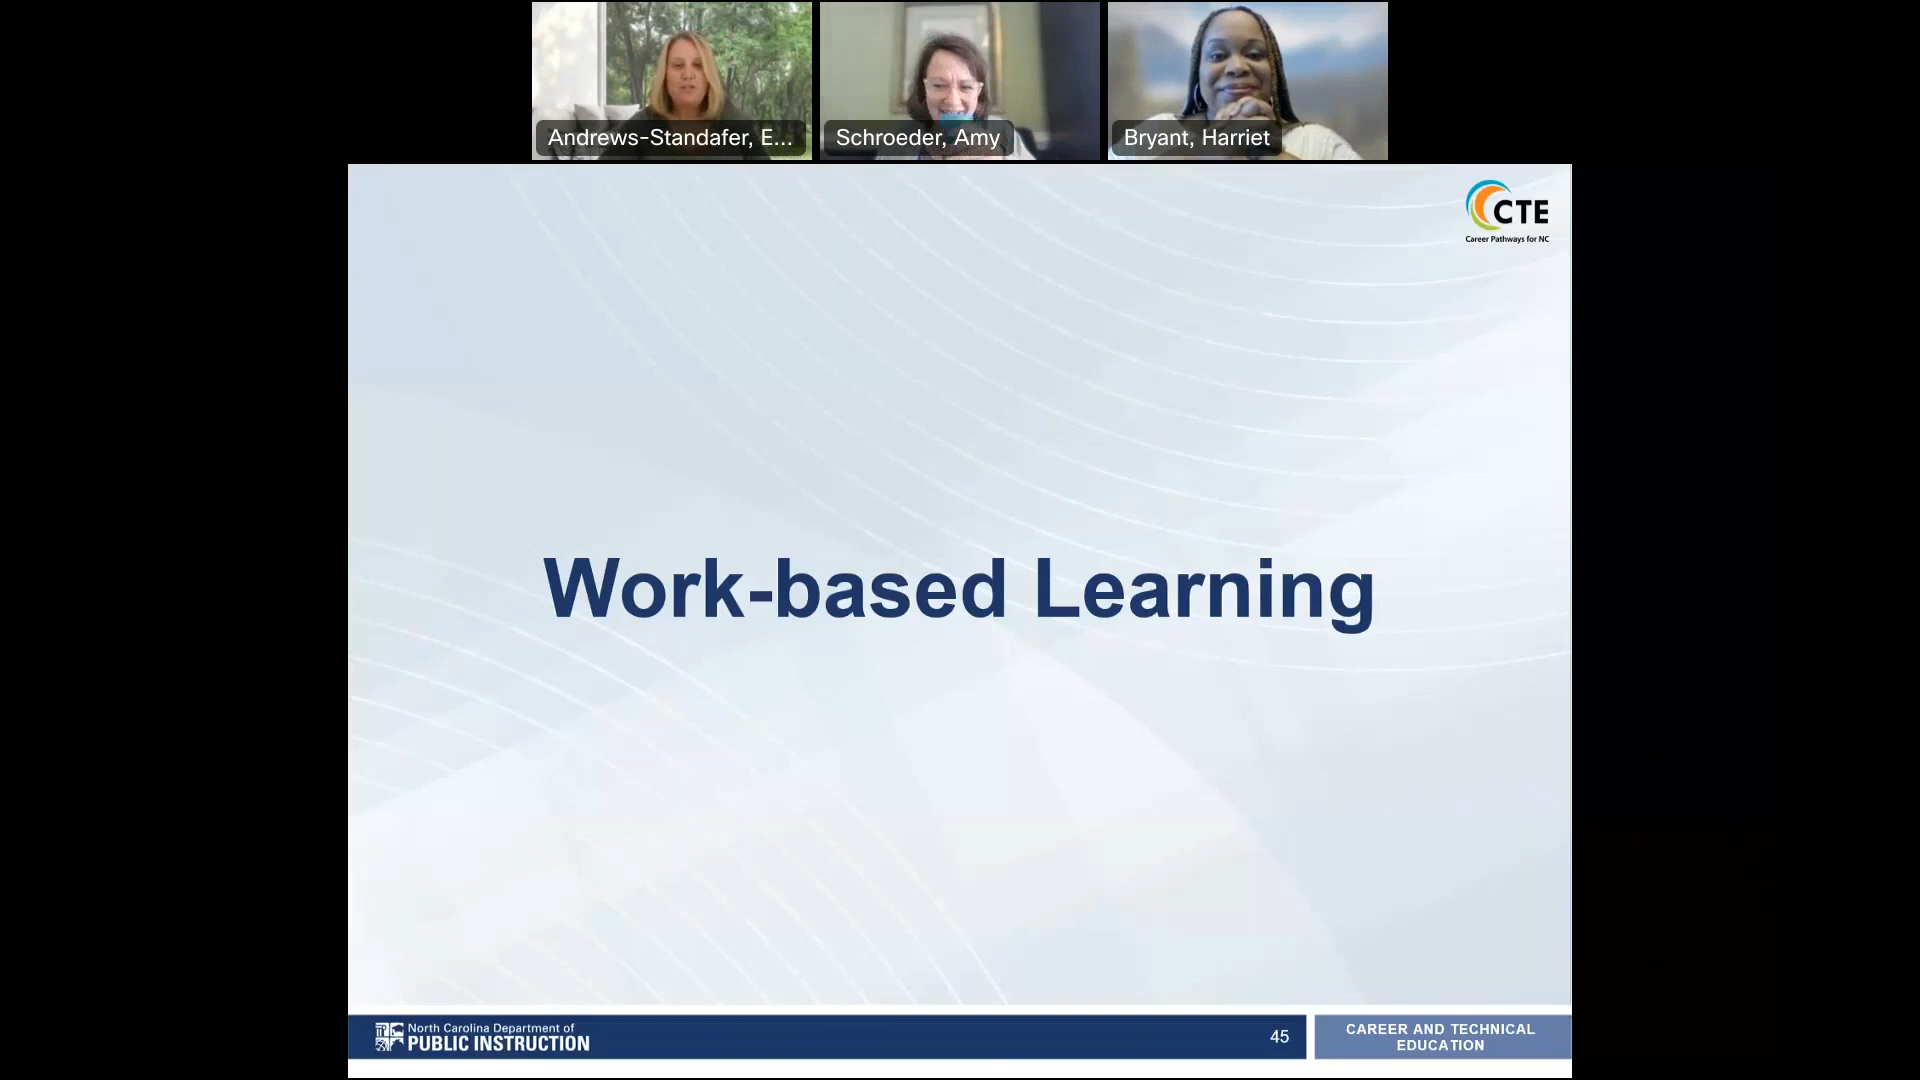 Andrews-Standafer, E...
Schroeder, Amy
Bryant, Harriet
CTE
Career Pathways for NC
Work-based Learning
North Carolina Department of
PUBLIC INSTRUCTION
45
CAREER AND TECHNICAL
EDUCATION